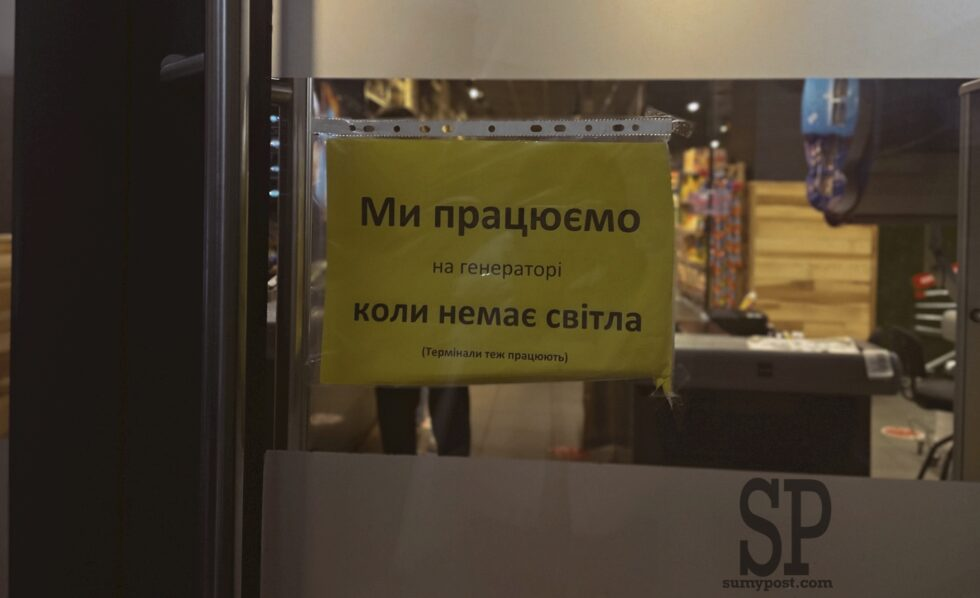 Ми працюємо
на генераторі
коли немає світла
(Термінали теж працюють)
SP
sumypost.com